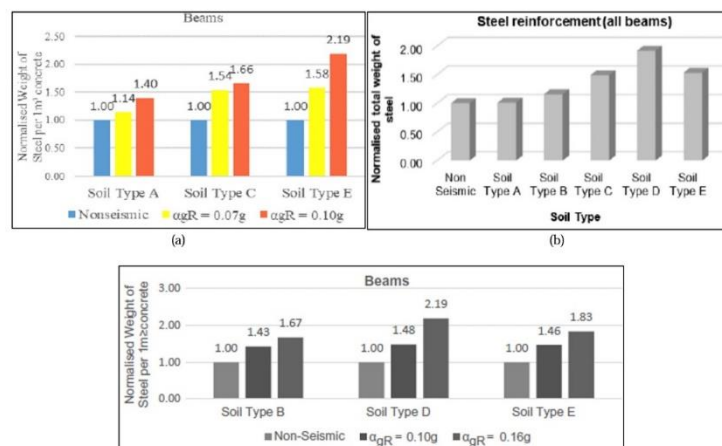 Beams
Normalised Weight of
Steel per 1m³ concrete
2.50
2.00
1.50
1.00
0.50
0.00
1.00
1.14
1.40
1.00
1.54
1.66
1.00
1.58
2.19
Soil Type A
Soil Type C
Soil Type E
Nonseismic
αgR = 0.07g
αgR = 0.10g
(a)
Steel reinforcement (all beams)
Normalised total weight of
steel
2.00
1.50
1.00
0.50
0.00
Non Seismic
Soil Type A
Soil Type B
Soil Type C
Soil Type D
Soil Type E
Soil Type
(b)
Beams
Normalised Weight of
Steel per 1m≥concrete
3.00
2.00
1.00
0.00
1.00
1.43
1.67
1.00
1.48
2.19
1.00
1.46
1.83
Soil Type B
Soil Type D
Soil Type E
Non-Seismic
αgR = 0.10g
αgR = 0.16g